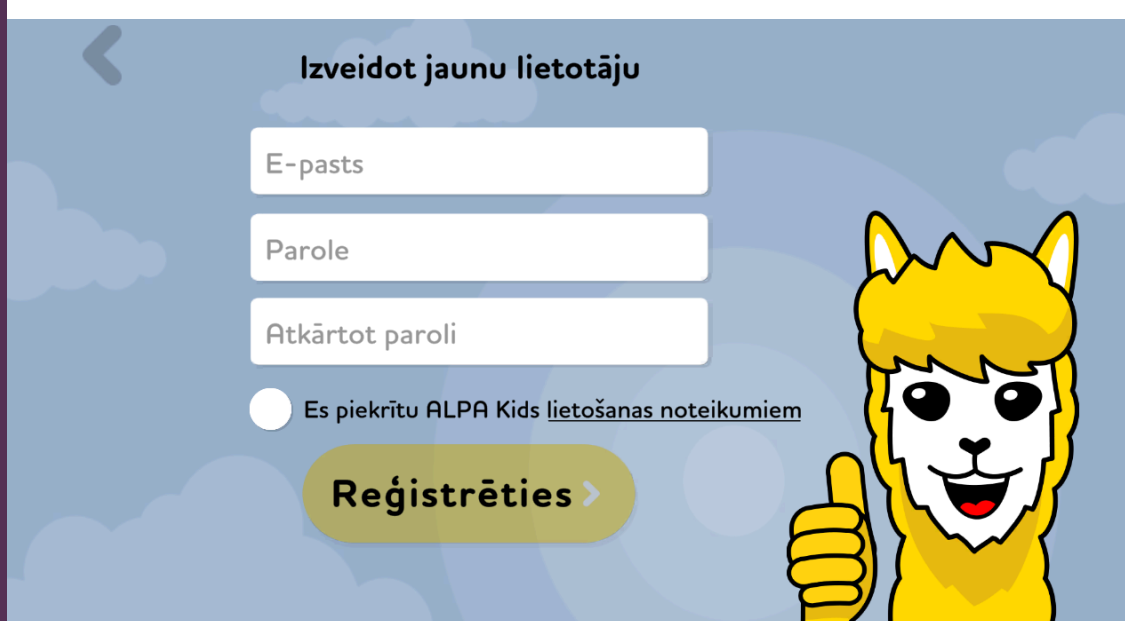 Izveidot jaunu lietotāju
E-pasts
Parole
Atkārtot paroli
Es piekrītu ALPA Kids lietošanas noteikumiem
Reģistrēties